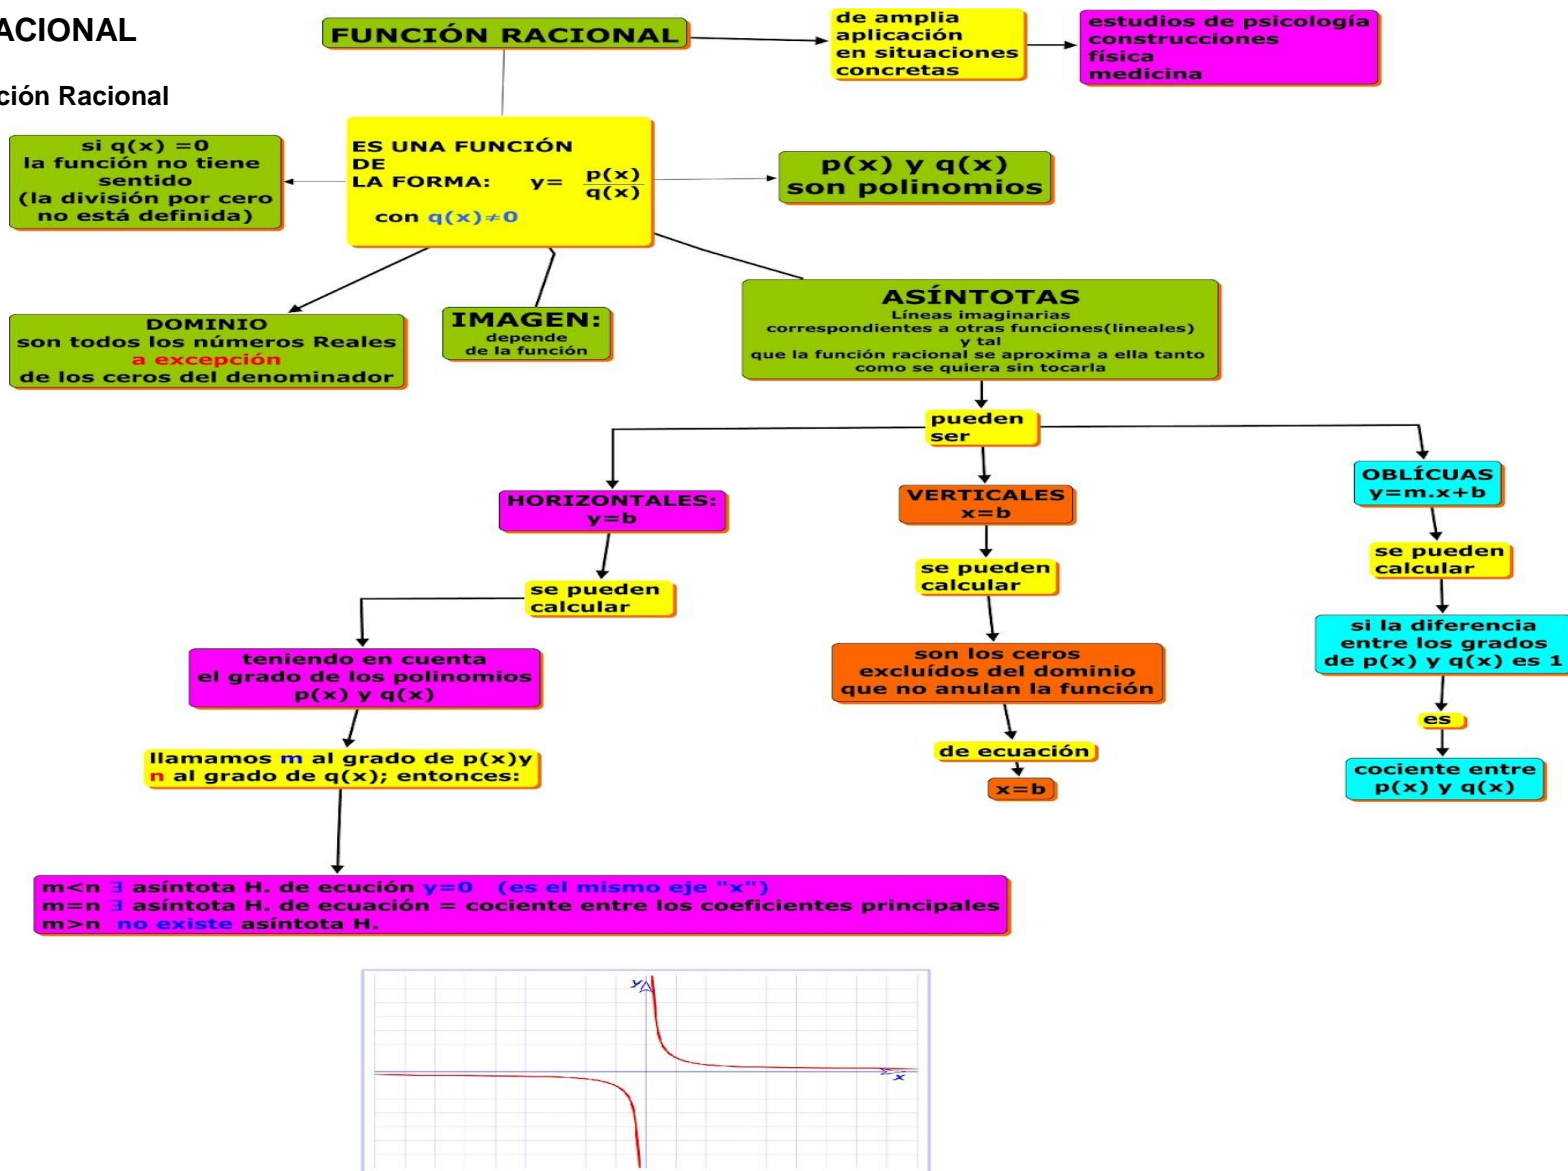 ACIONAL
ción Racional
FUNCIÓN RACIONAL
de amplia
aplicación
en situaciones
concretas
estudios de psicología
construcciones
física
medicina
si q(x) =0
la función no tiene
sentido
(la división por cero
no está definida)
ES UNA FUNCIÓN
DE
LA FORMA: y= p(x)
q(x)
con q(x)≠0
p(x) y q(x)
son polinomios
DOMINIO
son todos los números Reales
a excepción
de los ceros del denominador
IMAGEN:
depende
de la función
ASÍNTOTAS
Líneas imaginarias
correspondientes a otras funciones(lineales)
y tal
que la función racional se aproxima a ella tanto
como se quiera sin tocarla
pueden
ser
HORIZONTALES:
y=b
se pueden
calcular
teniendo en cuenta
el grado de los polinomios
p(x) y q(x)
llamamos m al grado de p(x)y
n al grado de q(x); entonces:
m<n ∃ asíntota H. de ecución y=0 (es el mismo eje "x")
m=n ∃ asíntota H. de ecuación = cociente entre los coeficientes principales
m>n no existe asíntota H.
VERTICALES
x=b
se pueden
calcular
son los ceros
excluídos del dominio
que no anulan la función
de ecuación
x=b
OBLÍCUAS
y=m.x+b
se pueden
calcular
si la diferencia
entre los grados
de p(x) y q(x) es 1
es
cociente entre
p(x) y q(x)
y
x